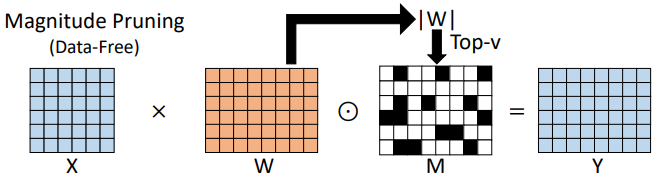 Magnitude Pruning
(Data-Free)
|W|
Top-v
× ⊙ =
X W M Y